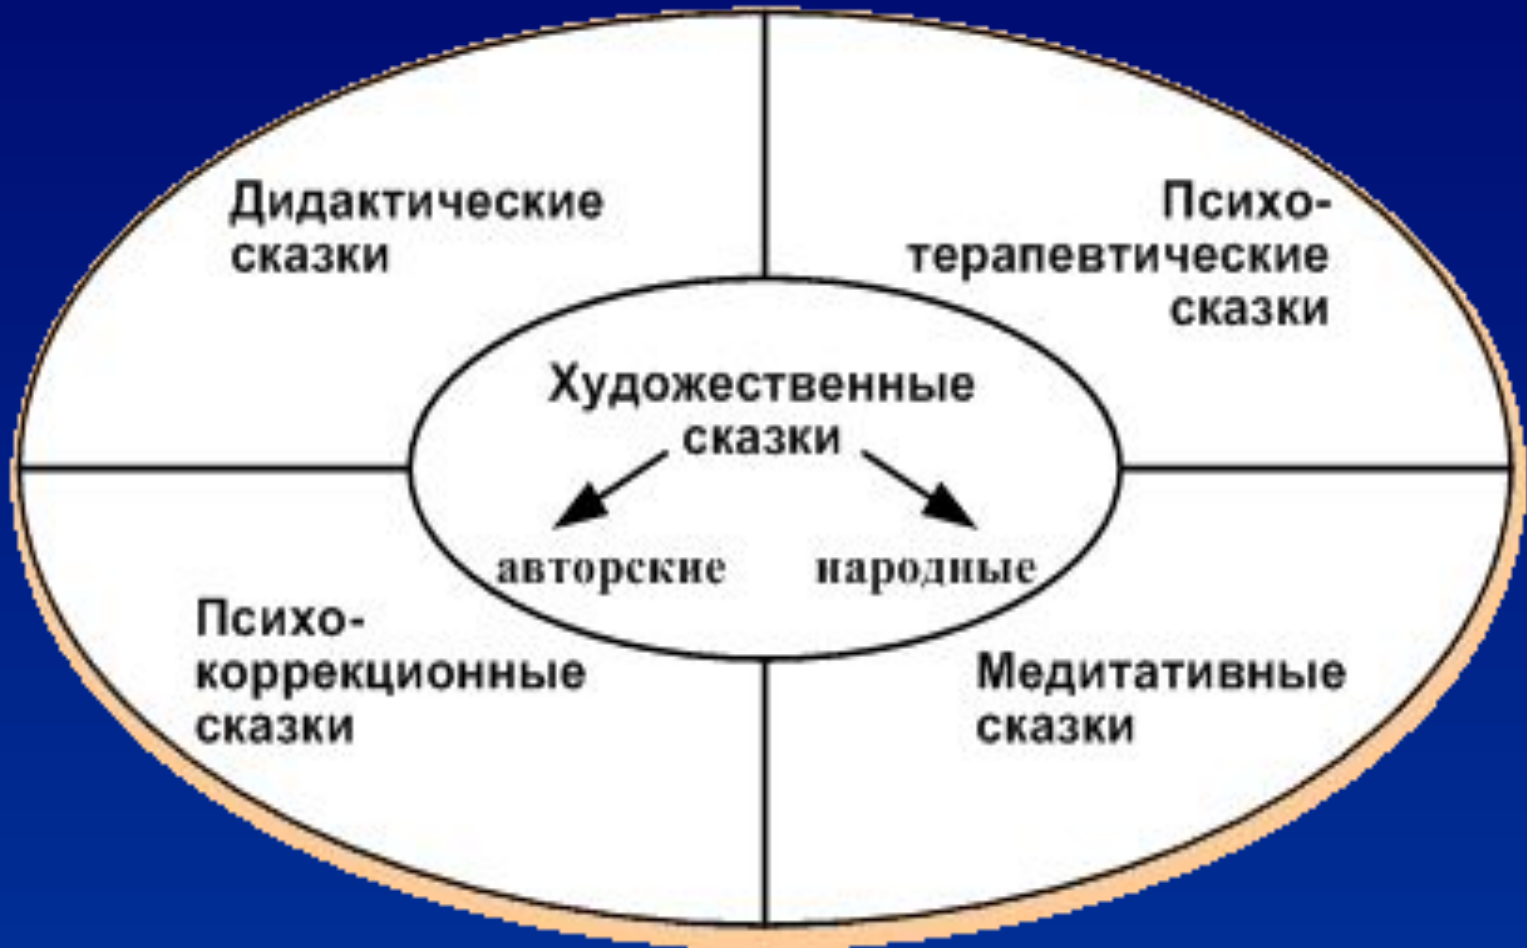 Дидактические
сказки
Психо-
терапевтические
сказки
Художественные
сказки
авторские
народные
Психо-
коррекционные
сказки
Медитативные
сказки